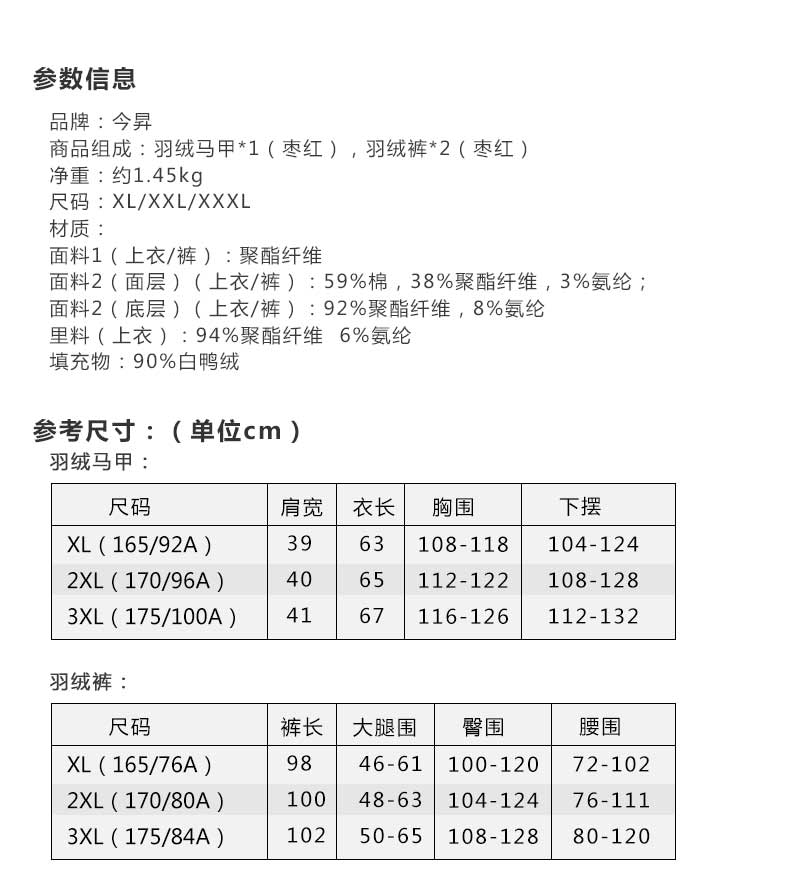 参数信息
品牌：今昇
商品组成：羽绒马甲*1（枣红），羽绒裤*2（枣红）
净重：约1.45kg
尺码：XL/XXL/XXXL
材质：
面料1（上衣/裤）：聚酯纤维
面料2（面层）（上衣/裤）：59%棉，38%聚酯纤维，3%氨纶；
面料2（底层）（上衣/裤）：92%聚酯纤维，8%氨纶
里料（上衣）：94%聚酯纤维 6%氨纶
填充物：90%白鸭绒
参考尺寸：（单位cm）
羽绒马甲：
尺码 肩宽 衣长 胸围 下摆
XL（165/92A） 39 63 108-118 104-124
2XL（170/96A） 40 65 112-122 108-128
3XL（175/100A） 41 67 116-126 112-132
羽绒裤：
尺码 裤长 大腿围 臀围 腰围
XL（165/76A） 98 46-61 100-120 72-102
2XL（170/80A） 100 48-63 104-124 76-111
3XL（175/84A） 102 50-65 108-128 80-120